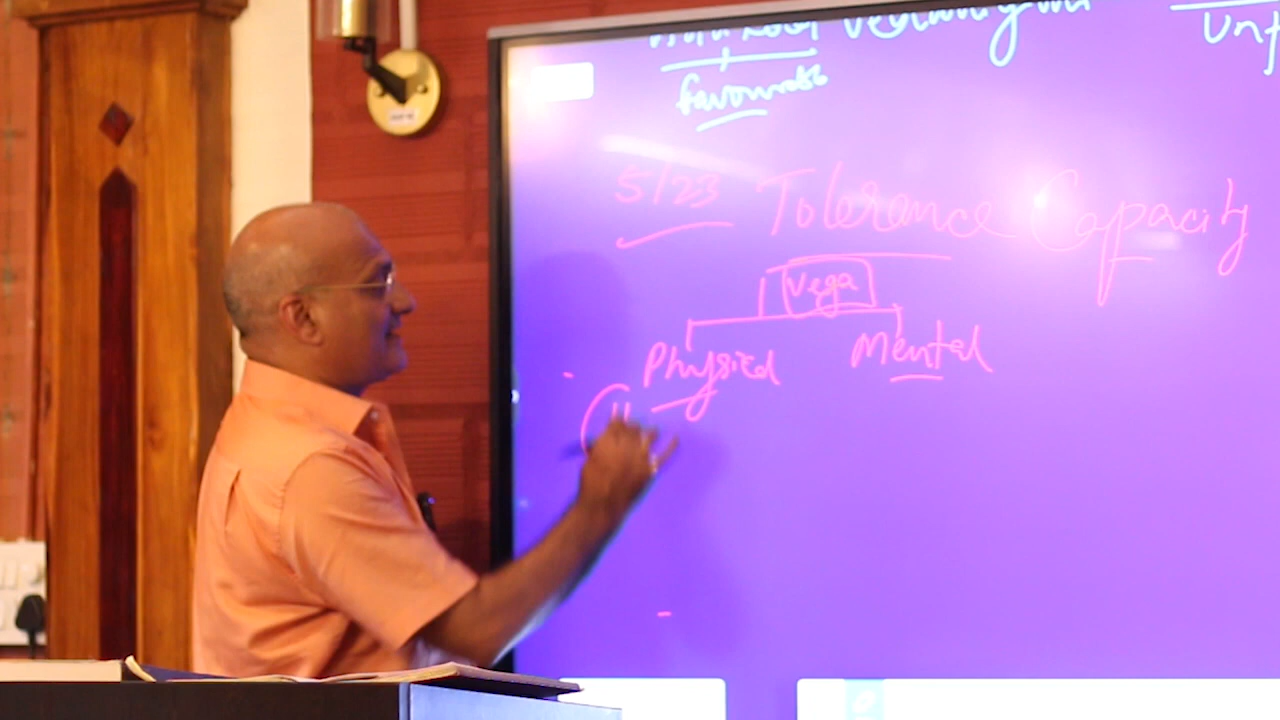 favourable
Unf
5/23 Tolerance Capacity
Vega
Physical Mental